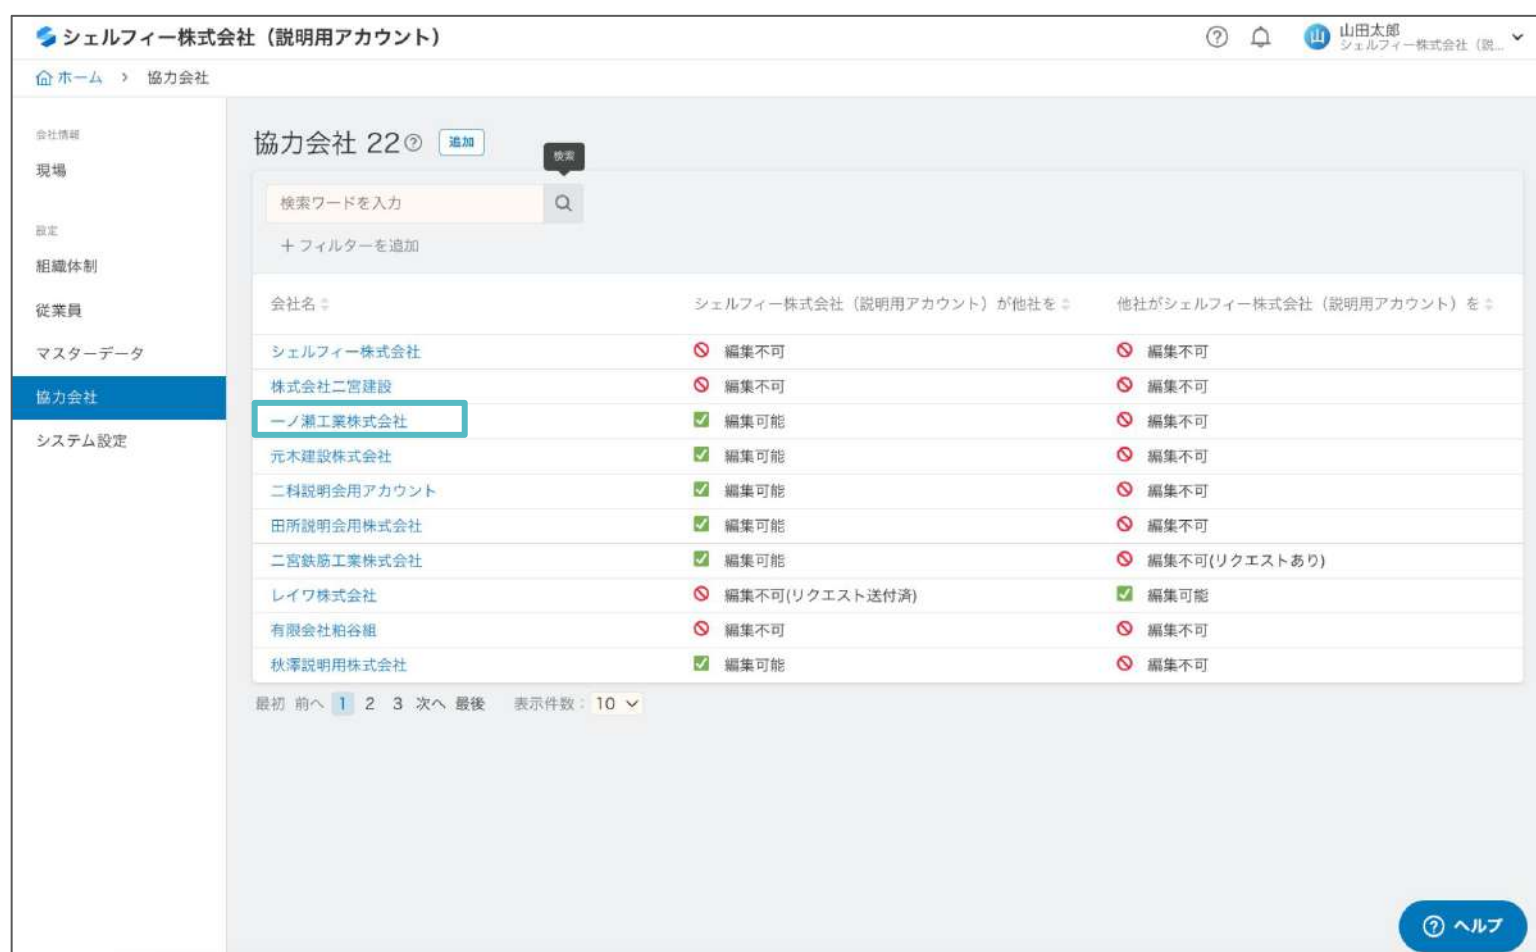 シェルフィー株式会社（説明用アカウント）
山田太郎
山 シェルフィー株式会社（説...
ホーム > 協力会社
会社情報
現場
設定
組織体制
従業員
マスターデータ
協力会社
システム設定
協力会社 22 追加
検索
検索ワードを入力
＋フィルターを追加
会社名 シェルフィー株式会社（説明用アカウント）が他社を 他社がシェルフィー株式会社（説明用アカウント）を
シェルフィー株式会社 編集不可 編集不可
株式会社二宮建設 編集不可 編集不可
一ノ瀬工業株式会社 編集可能 編集不可
元木建設株式会社 編集可能 編集不可
二科説明会用アカウント 編集可能 編集不可
田所説明会用株式会社 編集可能 編集不可
二宮鉄筋工業株式会社 編集可能 編集不可(リクエストあり)
レイワ株式会社 編集不可(リクエスト送付済) 編集可能
有限会社粕谷組 編集不可 編集不可
秋澤説明用株式会社 編集可能 編集不可
最初 前へ 1 2 3 次へ 最後 表示件数： 10
ヘルプ